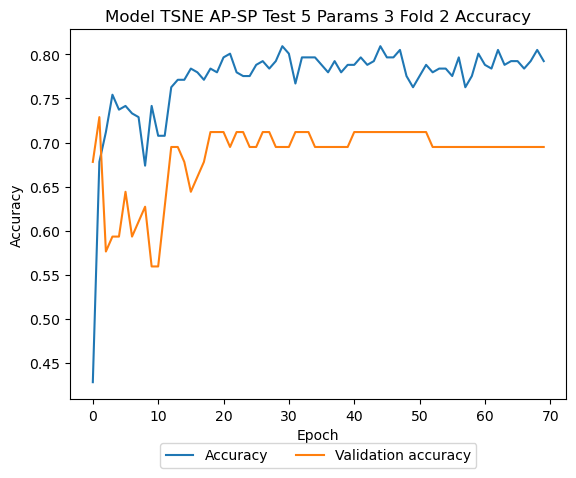 Model TSNE AP-SP Test 5 Params 3 Fold 2 Accuracy
0.80
0.75
0.70
0.65
0.60
0.55
0.50
0.45
Accuracy
0 10 20 30 40 50 60 70
Epoch
Accuracy Validation accuracy